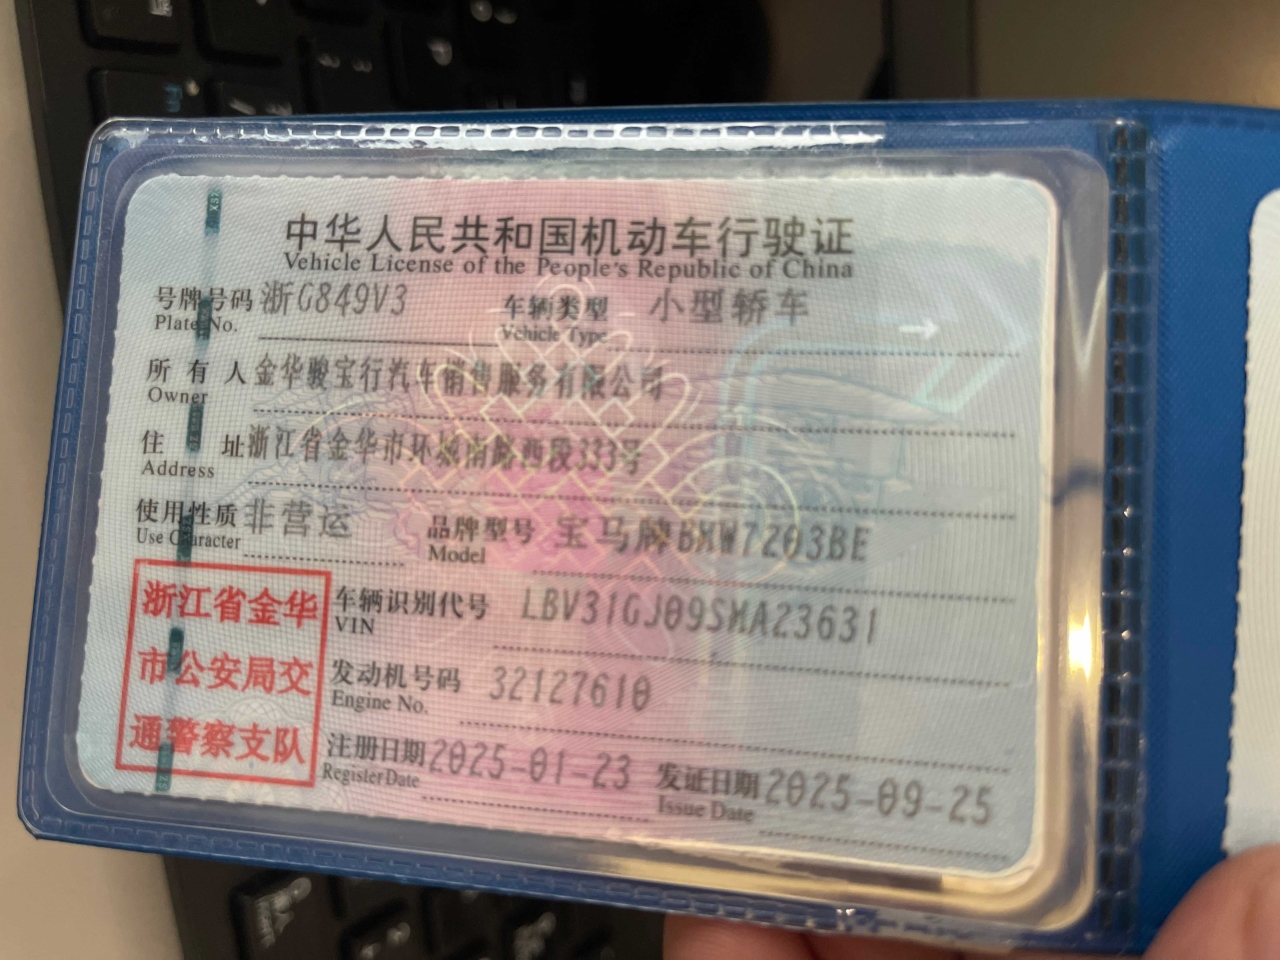 中华人民共和国机动车行驶证
Vehicle License of the People's Republic of China
号牌号码 浙G849V3 车辆类型 小型轿车
Plate No. Vehicle Type
所有人 金华骏宝行汽车销售服务有限公司
Owner
住址 浙江省金华市环城南路西段333号
Address
使用性质 非营运 品牌型号 宝马牌BMW7203BE
Use Character Model
浙江省金华
市公安局交
通警察支队
车辆识别代号 LBV31GJ09SMA23631
VIN
发动机号码 32127610
Engine No.
注册日期 2025-01-23 发证日期 2025-09-25
Register Date Issue Date